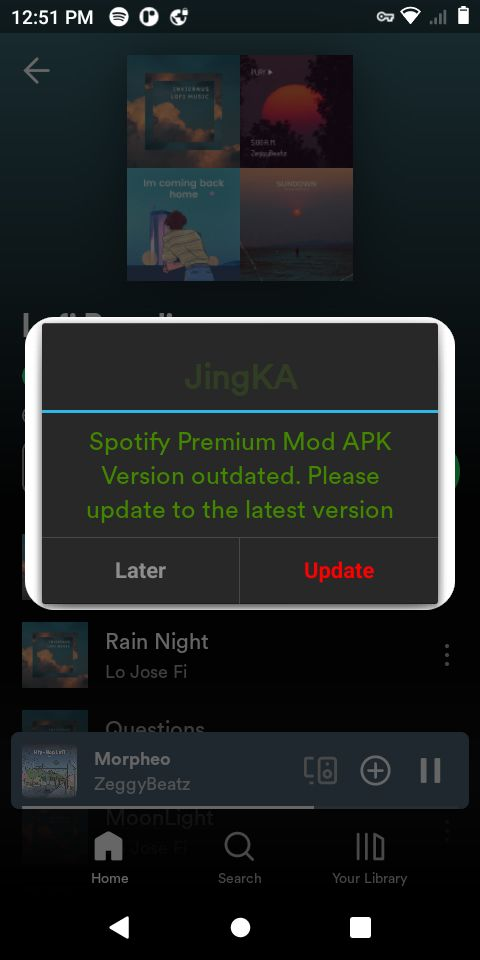 12:51 PM
INVIERNUS
LOFI MUSIC
PLAY
ZeggyBeatz
Im coming back
home
SUNDOWN
JingKA
Spotify Premium Mod APK
Version outdated. Please
update to the latest version
Later
Update
Rain Night
Lo Jose Fi
Questions
Morpheo
ZeggyBeatz
MoonLight
Jose Fi
Home
Search
Your Library